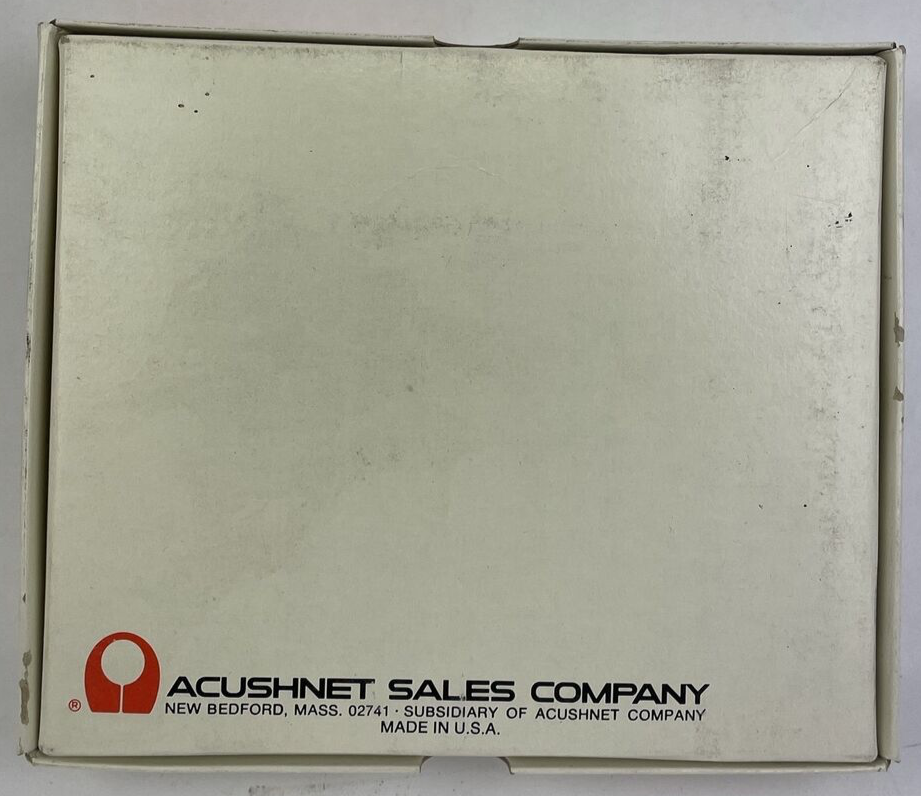 ® ACUSHNET SALES COMPANY
NEW BEDFORD, MASS. 02741 · SUBSIDIARY OF ACUSHNET COMPANY
MADE IN U.S.A.